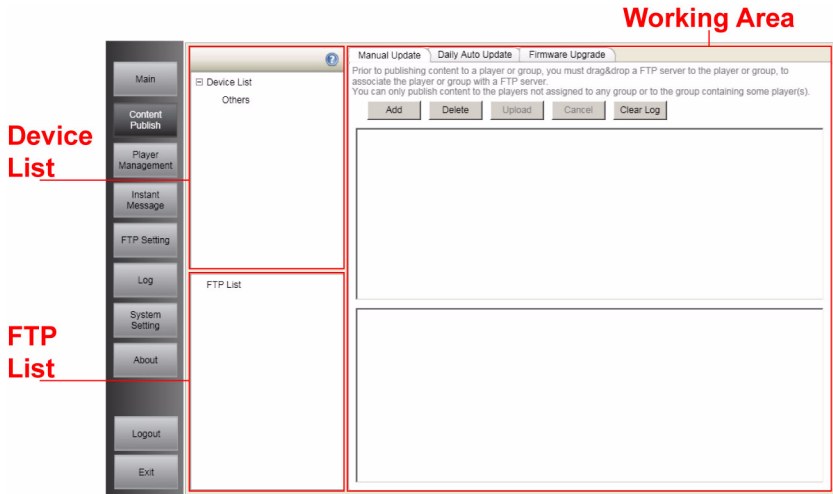 Working Area
Device
List
FTP
List
Main
Content
Publish
Player
Management
Instant
Message
FTP Setting
Log
System
Setting
About
Logout
Exit
?
Device List
Others
FTP List
Manual Update Daily Auto Update Firmware Upgrade
Prior to publishing content to a player or group, you must drag&drop a FTP server to the player or group, to
associate the player or group with a FTP server.
You can only publish content to the players not assigned to any group or to the group containing some player(s).
Add Delete Upload Cancel Clear Log